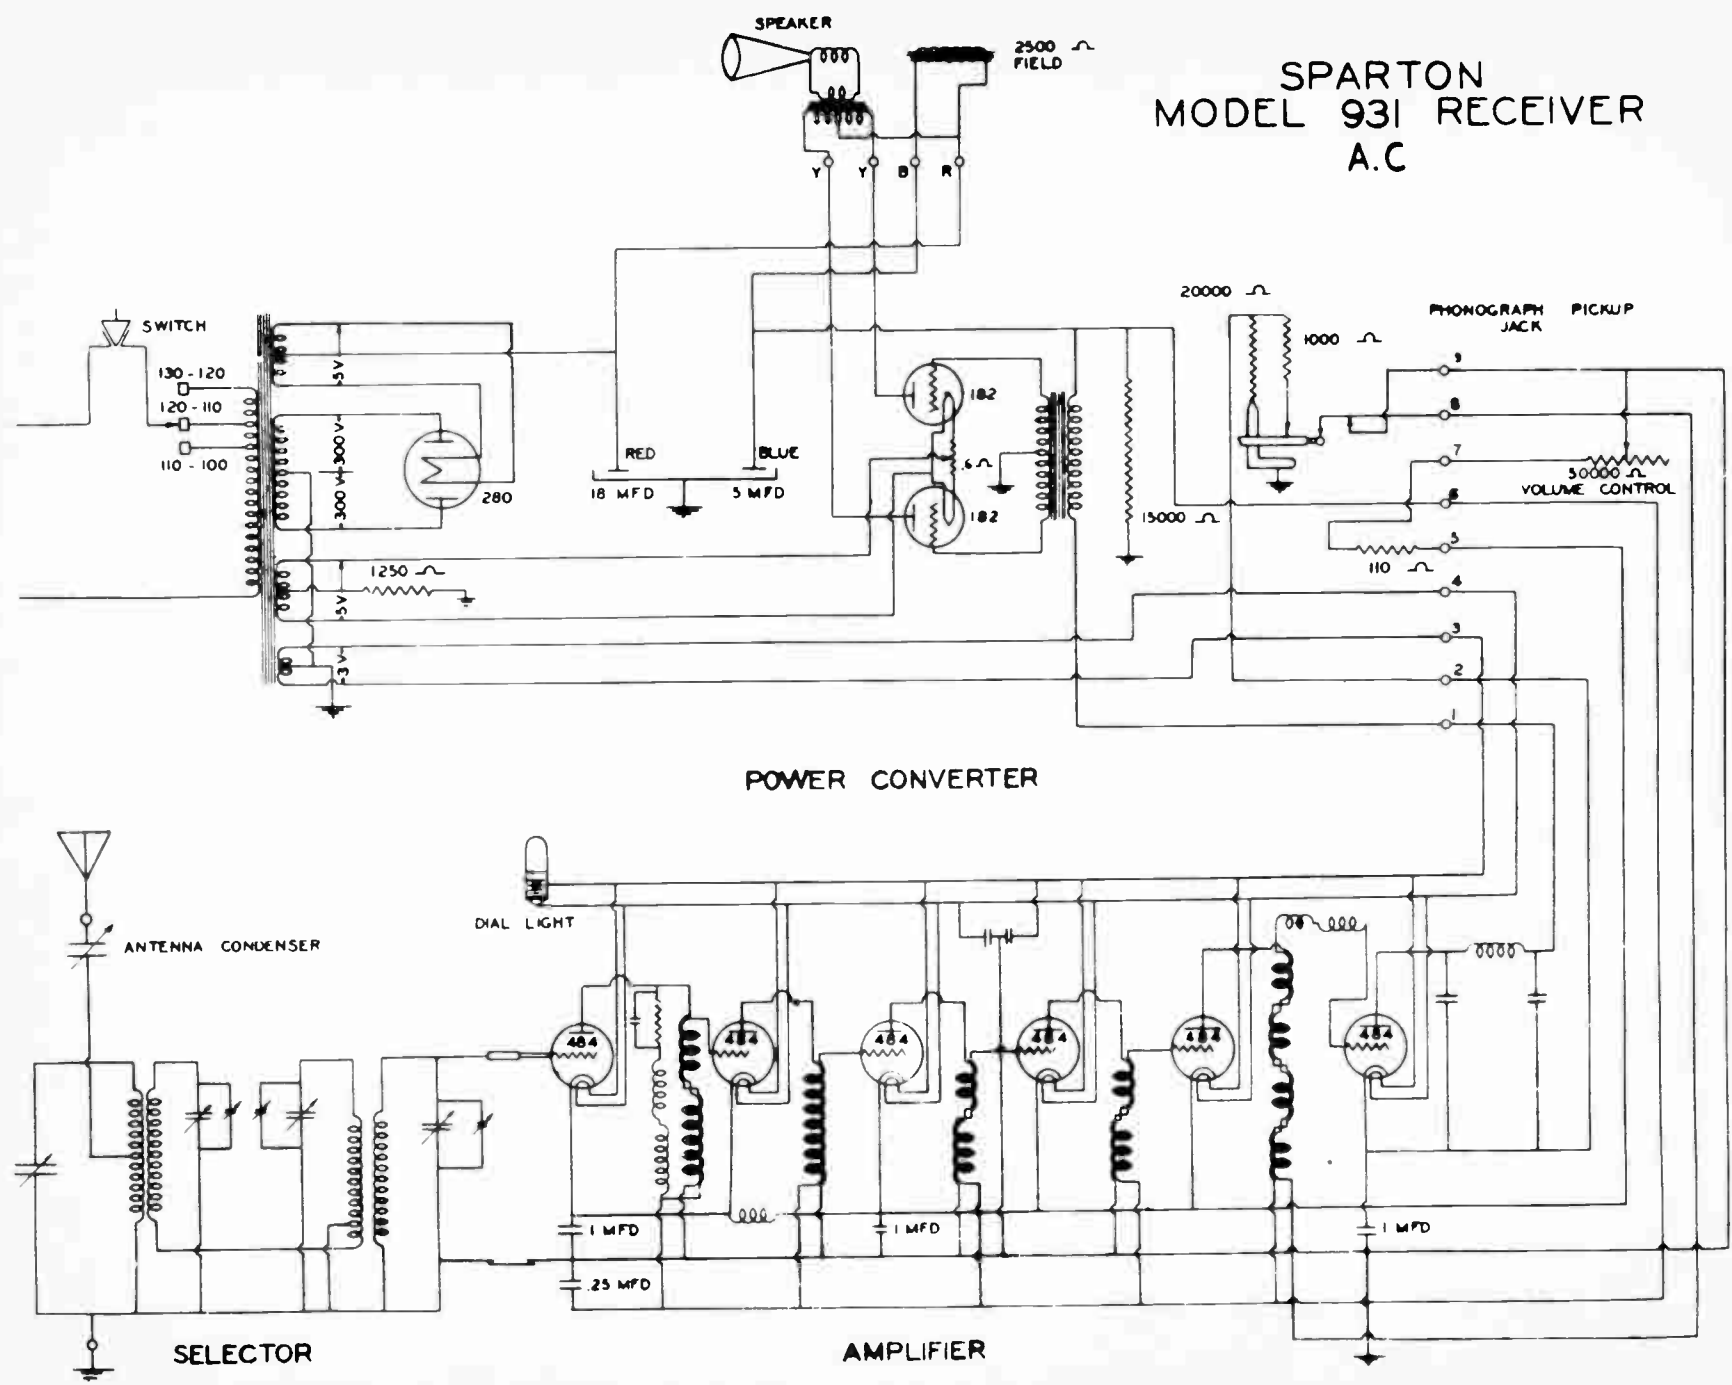 SPEAKER
2500 Ω
FIELD
SPARTON
MODEL 931 RECEIVER
A.C
Y Y B R
20000 Ω
PHONOGRAPH PICKUP
JACK
SWITCH
1000 Ω
130-120
120-110
110-100
5V
300 V
300 V
280
RED
BLUE
18 MFD
5 MFD
182
.6 Ω
182
15000 Ω
9
8
7
50000 Ω
VOLUME CONTROL
6
5
110 Ω
4
3
2
1
1250 Ω
5V
3V
POWER CONVERTER
DIAL LIGHT
ANTENNA CONDENSER
484
484
484
484
484
484
1 MFD
1 MFD
1 MFD
.25 MFD
SELECTOR
AMPLIFIER